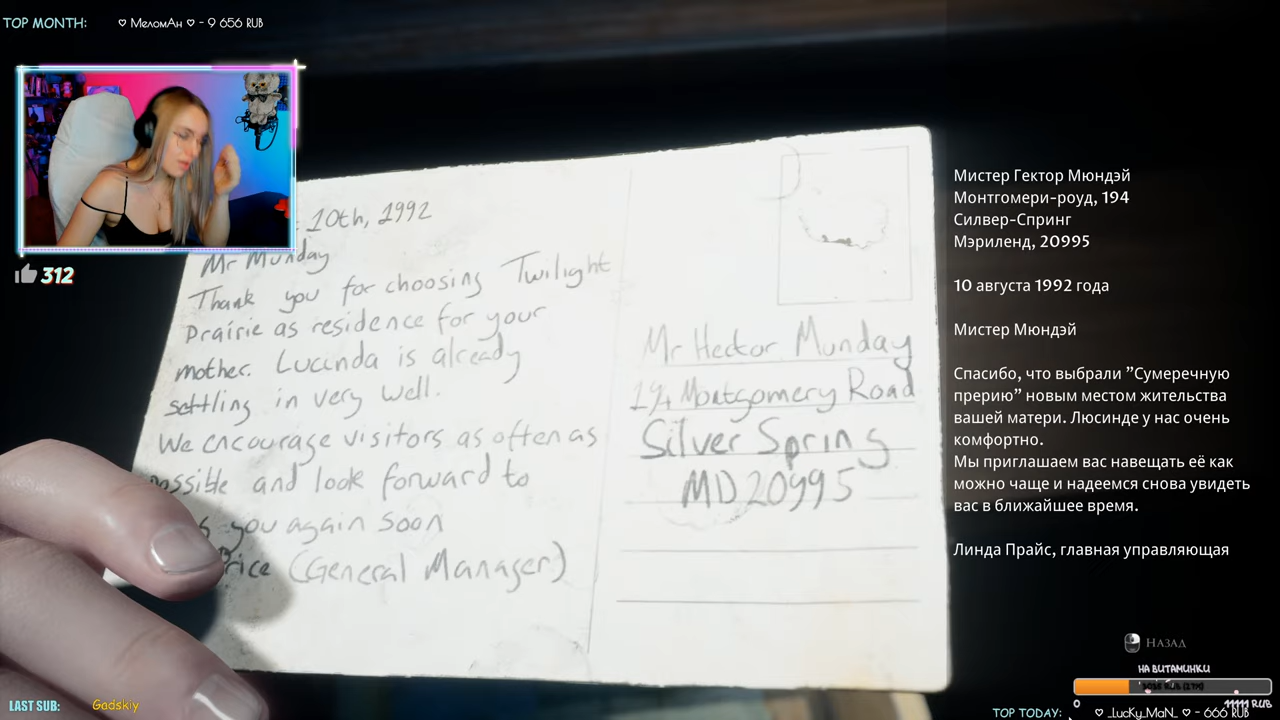 TOP MONTH:
♡ МеломАн ♡ - 9 656 RUB
312
10th, 1992
Mr Munday
Thank you for choosing Twilight
Prairie as residence for your
mother. Lucinda is already
settling in very well.
We encourage visitors as often as
possible and look forward to
you again soon
Price (General Manager)
Mr Hector Munday
194 Montgomery Road
Silver Spring
MD 20995
Мистер Гектор Мюндэй
Монтгомери-роуд, 194
Силвер-Спринг
Мэриленд, 20995
10 августа 1992 года
Мистер Мюндэй
Спасибо, что выбрали "Сумеречную
прерию" новым местом жительства
вашей матери. Люсинде у нас очень
комфортно.
Мы приглашаем вас навещать её как
можно чаще и надеемся снова увидеть
вас в ближайшее время.
Линда Прайс, главная управляющая
Назад
НА ВИТАМИНКИ
0
11111 RUB
LAST SUB:
Gadskiy
TOP TODAY:
♡ _lucKy_MaN_ ♡ - 666 RUB